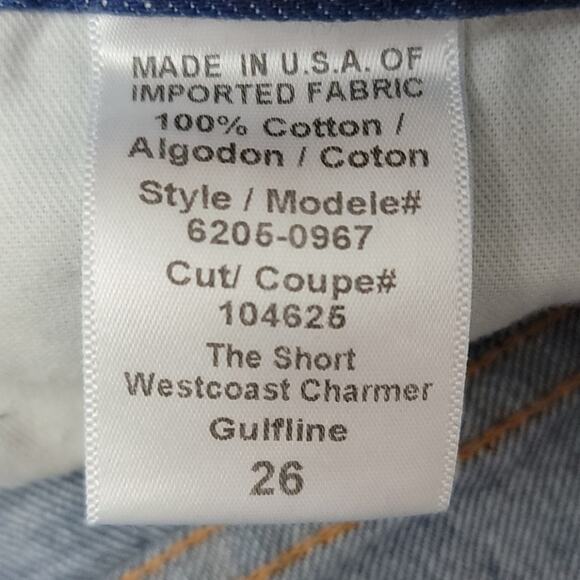 MADE IN U.S.A. OF
IMPORTED FABRIC
100% Cotton /
Algodon / Coton
Style / Modele#
6205-0967
Cut/ Coupe#
104625
The Short
Westcoast Charmer
Gulfline
26